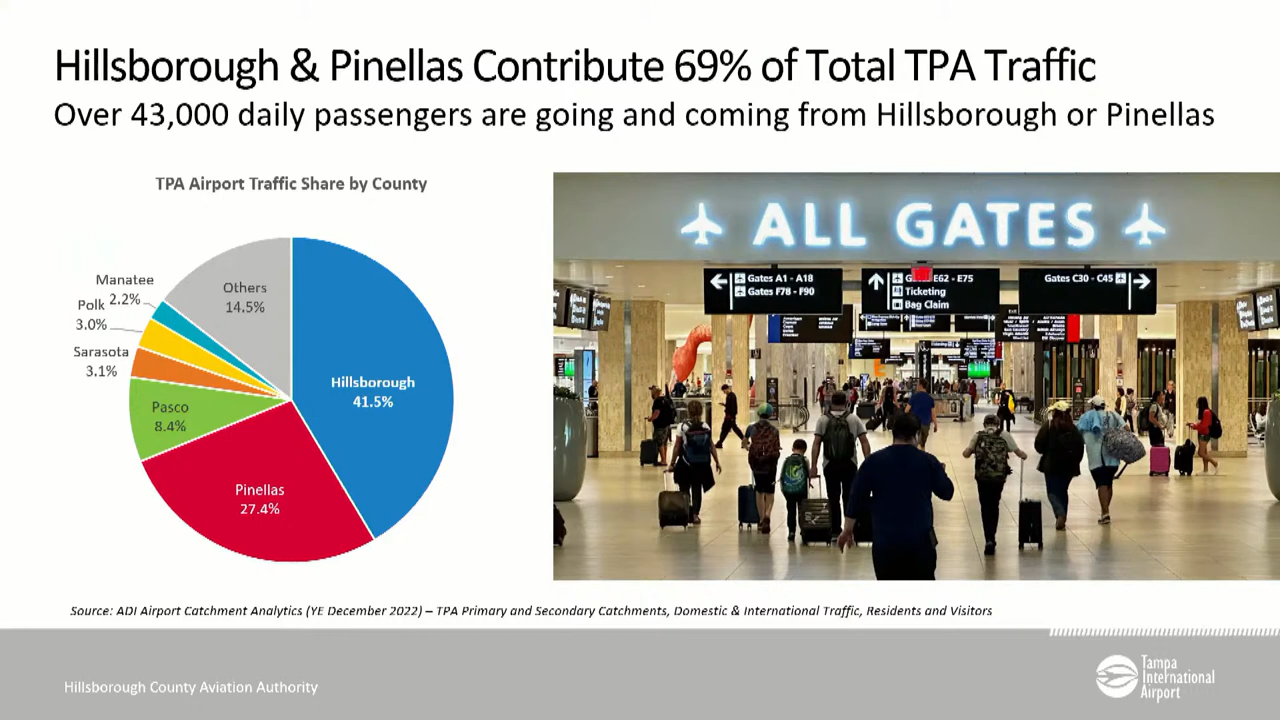 Hillsborough & Pinellas Contribute 69% of Total TPA Traffic
Over 43,000 daily passengers are going and coming from Hillsborough or Pinellas
TPA Airport Traffic Share by County
Manatee
2.2%
Polk
3.0%
Sarasota
3.1%
Pasco
8.4%
Others
14.5%
Hillsborough
41.5%
Pinellas
27.4%
ALL GATES
Gates A1 - A18
Gates F78 - F90
E62 - E75
Ticketing
Bag Claim
Gates C30 - C45
Source: ADI Airport Catchment Analytics (YE December 2022) – TPA Primary and Secondary Catchments, Domestic & International Traffic, Residents and Visitors
Hillsborough County Aviation Authority
Tampa
International
Airport